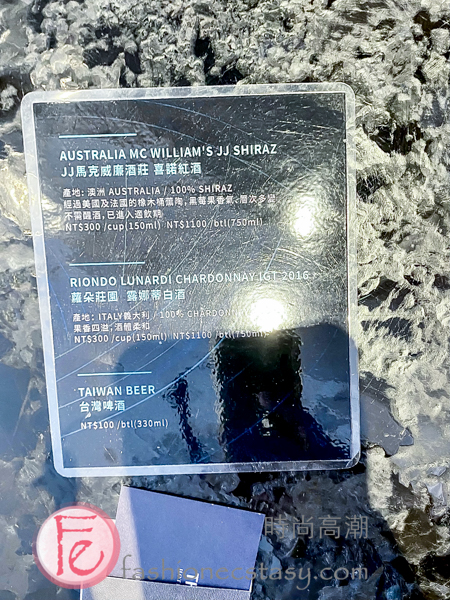 AUSTRALIA MC WILLIAM'S JJ SHIRAZ
JJ馬克威廉酒莊 喜諾紅酒
產地: 澳洲 AUSTRALIA / 100% SHIRAZ
經過美國及法國的橡木桶薰陶,黑莓果香氣,層次多變
不需醒酒,已進入適飲期
NT$300 /cup(150ml) NT$1100 /btl(750ml)
RIONDO LUNARDI CHARDONNAY IGT 2016
蘿朵莊園 露娜蒂白酒
產地: ITALY義大利 / 100% CHARDON
果香四溢,酒體柔和
NT$300 /cup(150ml) NT$1100 /btl(750ml)
TAIWAN BEER
台灣啤酒
NT$100 /btl(330ml)
時尚高潮
Fe
fashionecstasy.com